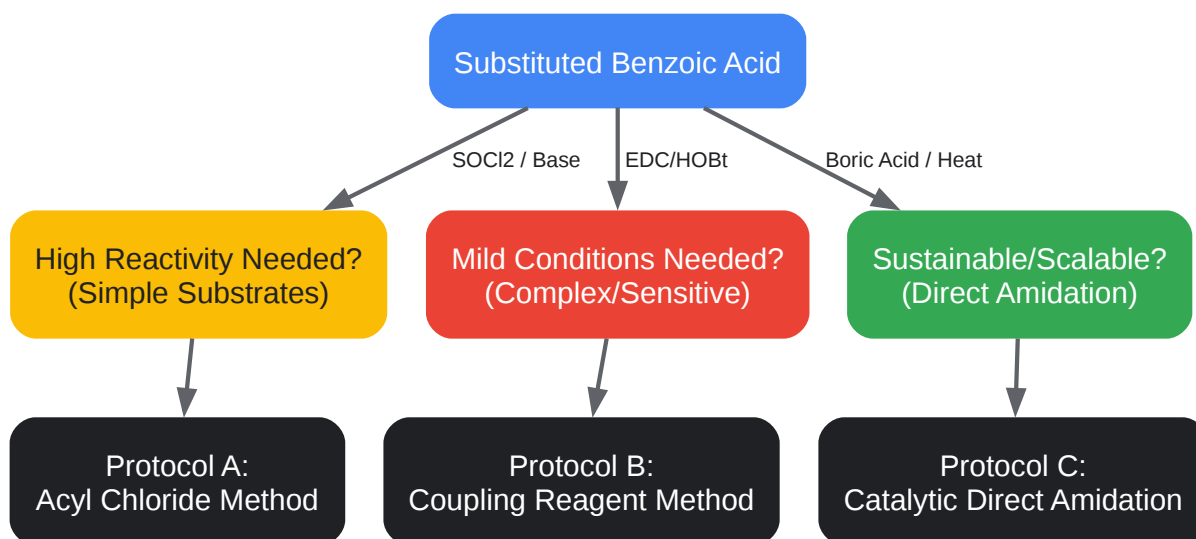 Substituted Benzoic Acid
SOCl2 / Base
EDC/HOBt
Boric Acid / Heat
High Reactivity Needed?
(Simple Substrates)
Mild Conditions Needed?
(Complex/Sensitive)
Sustainable/Scalable?
(Direct Amidation)
Protocol A:
Acyl Chloride Method
Protocol B:
Coupling Reagent Method
Protocol C:
Catalytic Direct Amidation